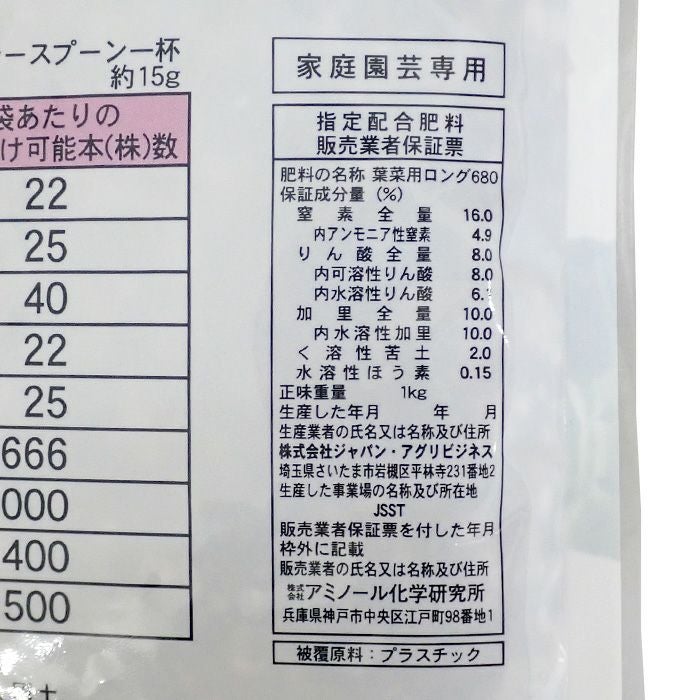 ースプーン一杯
約15g
袋あたりの
け可能本(株)数
22
25
40
22
25
666
000
400
500
家庭園芸専用
指定配合肥料
販売業者保証票
肥料の名称 葉菜用ロング680
保証成分量(%)
窒素全量 16.0
内アンモニア性窒素 4.9
りん酸全量 8.0
内可溶性りん酸 8.0
内水溶性りん酸 6.
加里全量 10.0
内水溶性加里 10.0
く溶性苦土 2.0
水溶性ほう素 0.15
正味重量 1kg
生産した年月 年 月
生産業者の氏名又は名称及び住所
株式会社ジャパン・アグリビジネス
埼玉県さいたま市岩槻区平林寺231番地2
生産した事業場の名称及び所在地
JSST
販売業者保証票を付した年月
枠外に記載
販売業者の氏名又は名称及び住所
株式会社アミノール化学研究所
兵庫県神戸市中央区江戸町98番地1
被覆原料:プラスチック